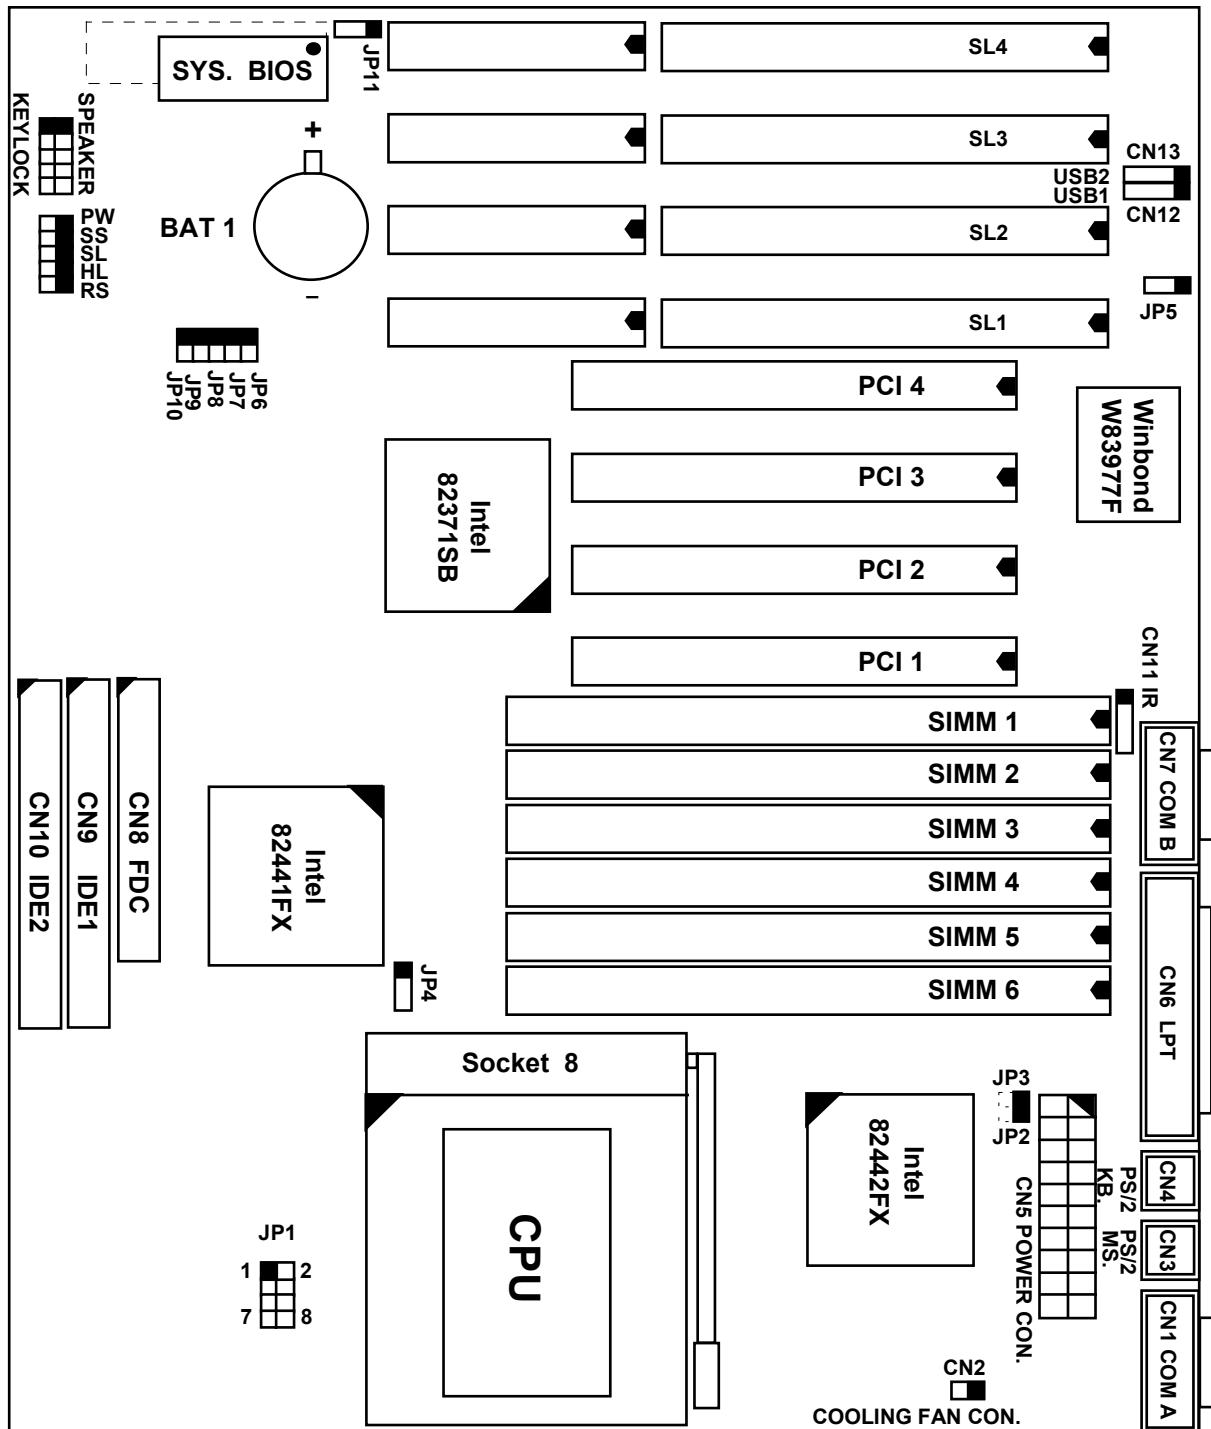 JP11
SYS. BIOS
SL4
KEYLOCK
SPEAKER
+
SL3
CN13
USB2
USB1
CN12
PW
SS
SL
HL
RS
BAT 1
SL2
–
JP5
SL1
JP10
JP9
JP8
JP7
JP6
PCI 4
Winbond
W83977F
PCI 3
Intel
82371SB
PCI 2
PCI 1
CN11 IR
SIMM 1
CN7 COM B
SIMM 2
CN10 IDE2
CN9 IDE1
CN8 FDC
Intel
82441FX
SIMM 3
SIMM 4
SIMM 5
SIMM 6
JP4
CN6 LPT
Socket 8
JP3
JP2
Intel
82442FX
CN5 POWER CON.
PS/2
KB.
CN4
PS/2
MS.
CN3
CPU
JP1
1
2
7
8
CN2
COOLING FAN CON.
CN1 COM A